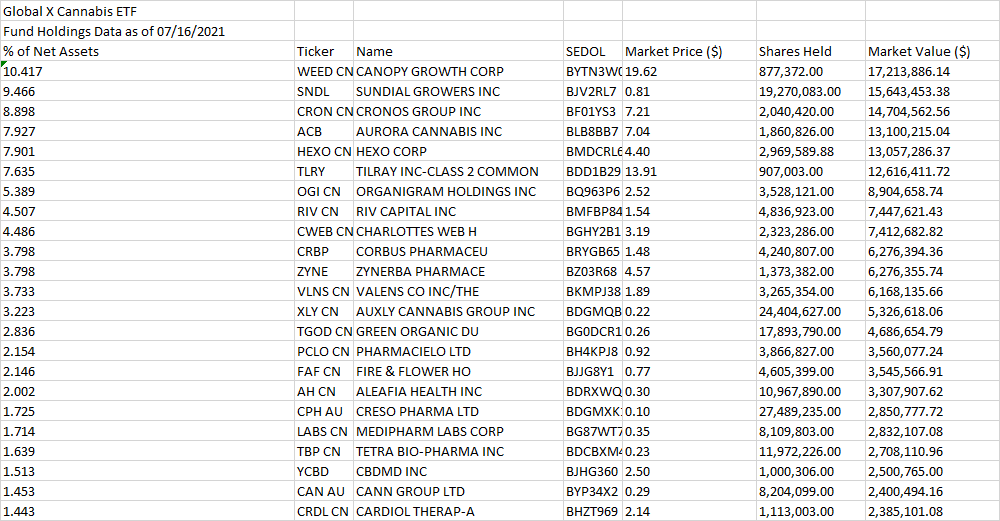 Global X Cannabis ETF
Fund Holdings Data as of 07/16/2021
% of Net Assets Ticker Name SEDOL Market Price ($) Shares Held Market Value ($)
10.417 WEED CN CANOPY GROWTH CORP BYTN3W 19.62 877,372.00 17,213,886.14
9.466 SNDL SUNDIAL GROWERS INC BJV2RL7 0.81 19,270,083.00 15,643,453.38
8.898 CRON CN CRONOS GROUP INC BF01YS3 7.21 2,040,420.00 14,704,562.56
7.927 ACB AURORA CANNABIS INC BLB8BB7 7.04 1,860,826.00 13,100,215.04
7.901 HEXO CN HEXO CORP BMDCRL 4.40 2,969,589.88 13,057,286.37
7.635 TLRY TILRAY INC-CLASS 2 COMMON BDD1B29 13.91 907,003.00 12,616,411.72
5.389 OGI CN ORGANIGRAM HOLDINGS INC BQ963P6 2.52 3,528,121.00 8,904,658.74
4.507 RIV CN RIV CAPITAL INC BMFBP84 1.54 4,836,923.00 7,447,621.43
4.486 CWEB CN CHARLOTTES WEB H BGHY2B1 3.19 2,323,286.00 7,412,682.82
3.798 CRBP CORBUS PHARMACEU BRYGB65 1.48 4,240,807.00 6,276,394.36
3.798 ZYNE ZYNERBA PHARMACE BZ03R68 4.57 1,373,382.00 6,276,355.74
3.733 VLNS CN VALENS CO INC/THE BKMPJ38 1.89 3,265,354.00 6,168,135.66
3.223 XLY CN AUXLY CANNABIS GROUP INC BDGMQB 0.22 24,404,627.00 5,326,618.06
2.836 TGOD CN GREEN ORGANIC DU BG0DCR1 0.26 17,893,790.00 4,686,654.79
2.154 PCLO CN PHARMACIELO LTD BH4KPJ8 0.92 3,866,827.00 3,560,077.24
2.146 FAF CN FIRE & FLOWER HO BJJG8Y1 0.77 4,605,399.00 3,545,566.91
2.002 AH CN ALEAFIA HEALTH INC BDRXWQ 0.30 10,967,890.00 3,307,907.62
1.725 CPH AU CRESO PHARMA LTD BDGMXK 0.10 27,489,235.00 2,850,777.72
1.714 LABS CN MEDIPHARM LABS CORP BG87WT7 0.35 8,109,803.00 2,832,107.08
1.639 TBP CN TETRA BIO-PHARMA INC BDCBXM 0.23 11,972,226.00 2,708,110.96
1.513 YCBD CBDMD INC BJHG360 2.50 1,000,306.00 2,500,765.00
1.453 CAN AU CANN GROUP LTD BYP34X2 0.29 8,204,099.00 2,400,494.16
1.443 CRDL CN CARDIOL THERAP-A BHZT969 2.14 1,113,003.00 2,385,101.08